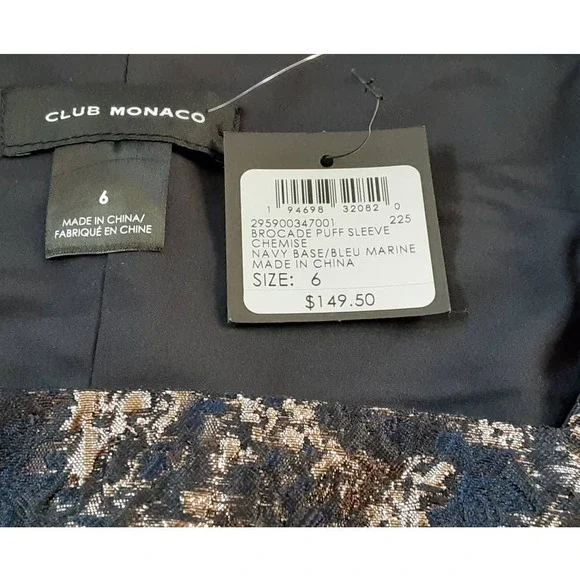 CLUB MONACO
6
MADE IN CHINA/
FABRIQUÉ EN CHINE
1 94698 32082 0
295900347001 225
BROCADE PUFF SLEEVE
CHEMISE
NAVY BASE/BLEU MARINE
MADE IN CHINA
SIZE: 6
$149.50